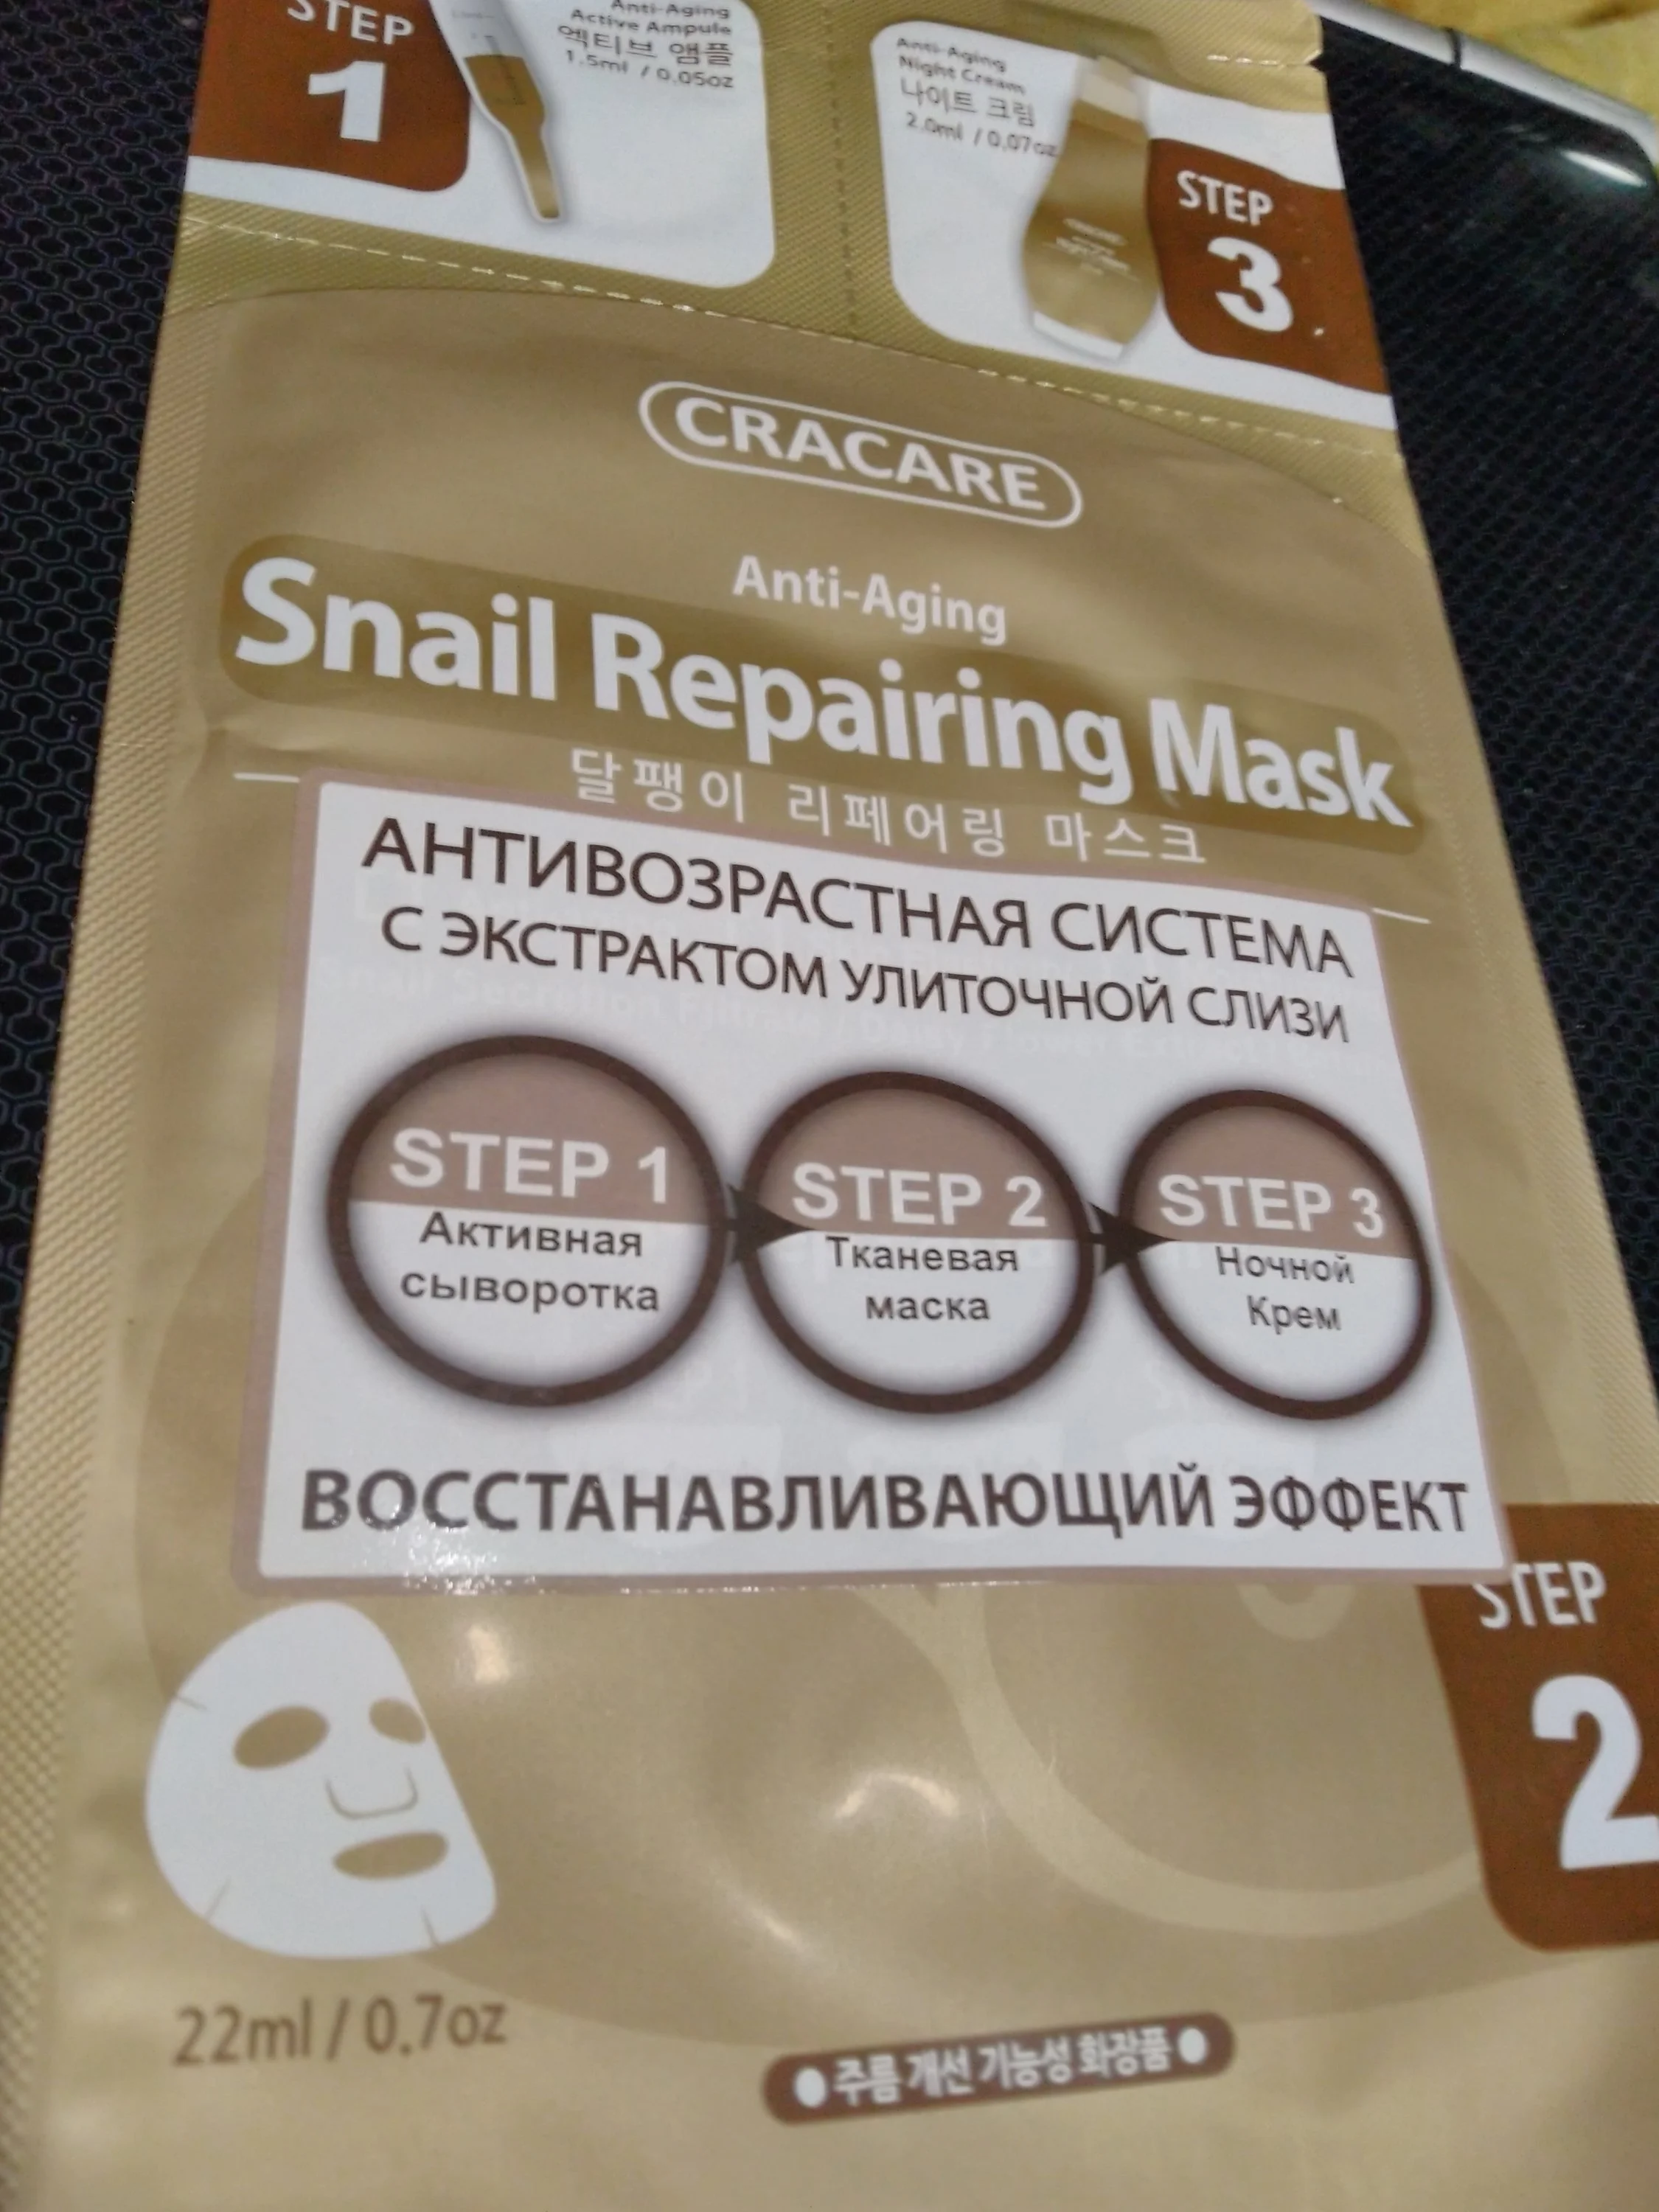 STEP
1
Anti-Aging
Active Ampule
엑티브 앰플
1.5ml / 0.05oz
Anti-Aging
Night Cream
나이트 크림
2.0ml / 0.07oz
STEP
3
CRACARE
Anti-Aging
Snail Repairing Mask
달팽이 리페어링 마스크
АНТИВОЗРАСТНАЯ СИСТЕМА
С ЭКСТРАКТОМ УЛИТОЧНОЙ СЛИЗИ
STEP 1
Активная
сыворотка
STEP 2
Тканевая
маска
STEP 3
Ночной
Крем
ВОССТАНАВЛИВАЮЩИЙ ЭФФЕКТ
STEP
2
22ml / 0.7oz
주름 개선 기능성 화장품